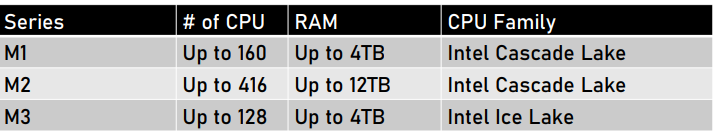 Series # of CPU RAM CPU Family
M1 Up to 160 Up to 4TB Intel Cascade Lake
M2 Up to 416 Up to 12TB Intel Cascade Lake
M3 Up to 128 Up to 4TB Intel Ice Lake